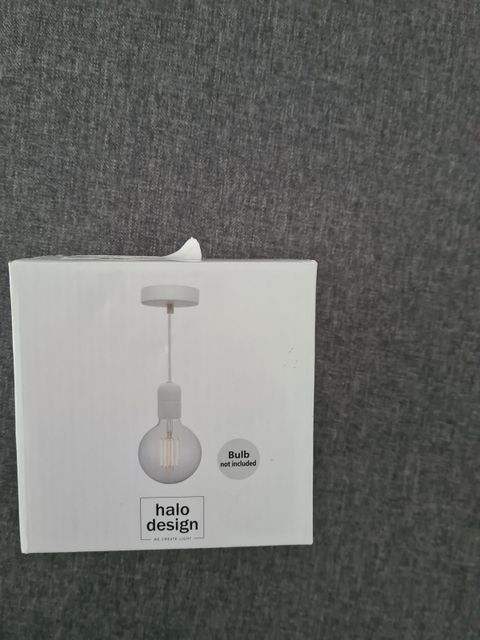 Bulb
not included
halo
design
WE CREATE LIGHT